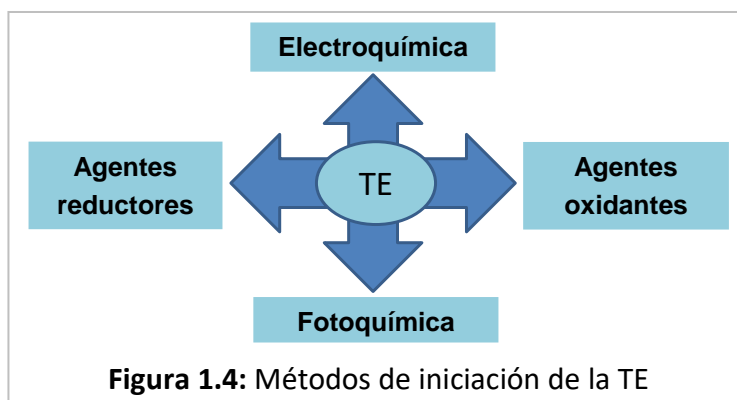 Electroquímica
Agentes
reductores
TE
Agentes
oxidantes
Fotoquímica
Figura 1.4: Métodos de iniciación de la TE